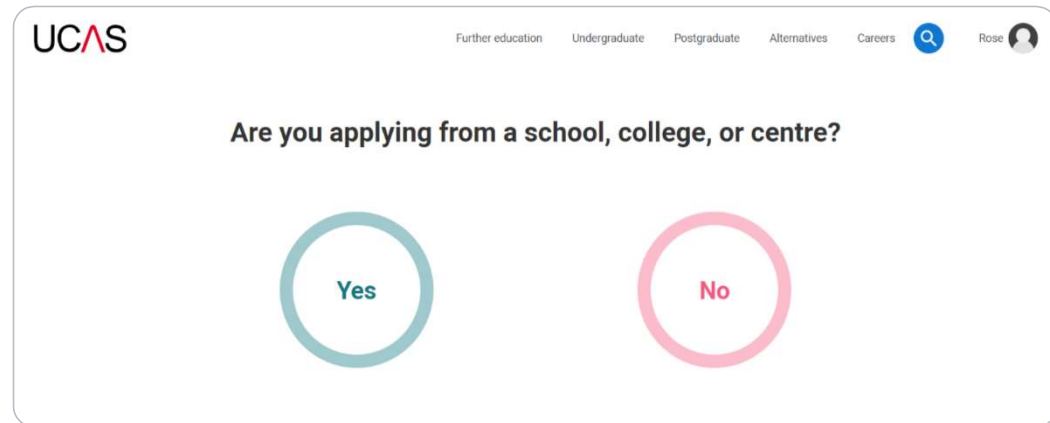 UCAS
Further education Undergraduate Postgraduate Alternatives Careers Rose
Are you applying from a school, college, or centre?
Yes No